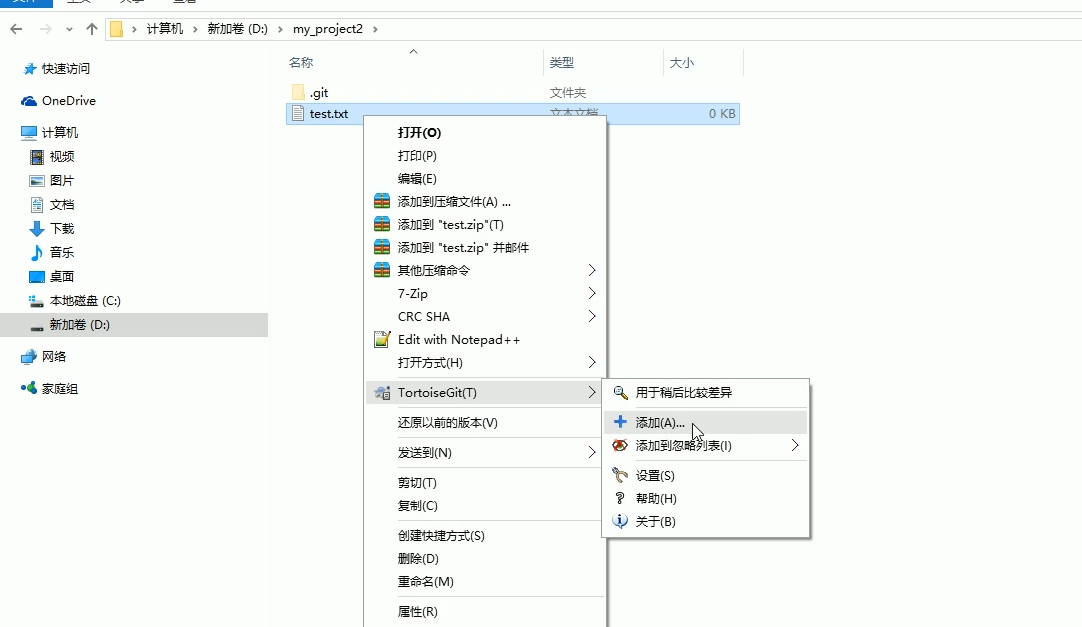 计算机 › 新加卷 (D:) › my_project2 ›
名称 类型 大小
快速访问
OneDrive
计算机
视频
图片
文档
下载
音乐
桌面
本地磁盘 (C:)
新加卷 (D:)
网络
家庭组
.git 文件夹
test.txt 文本文档 0 KB
打开(O)
打印(P)
编辑(E)
添加到压缩文件(A) ...
添加到 "test.zip"(T)
添加到 "test.zip" 并邮件
其他压缩命令
7-Zip
CRC SHA
Edit with Notepad++
打开方式(H)
TortoiseGit(T)
还原以前的版本(V)
发送到(N)
剪切(T)
复制(C)
创建快捷方式(S)
删除(D)
重命名(M)
属性(R)
用于稍后比较差异
添加(A)...
添加到忽略列表(I)
设置(S)
帮助(H)
关于(B)